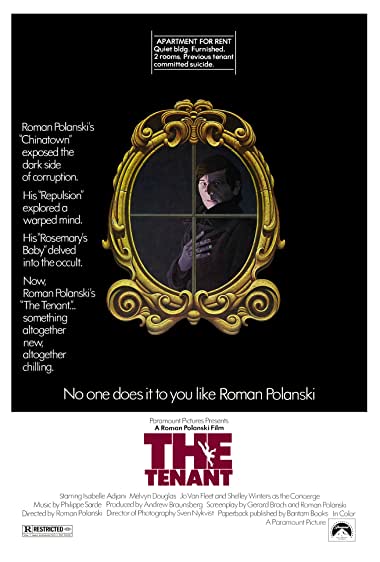 APARTMENT FOR RENT
Quiet bldg. Furnished.
2 rooms. Previous tenant
committed suicide.
Roman Polanski's
"Chinatown"
exposed the
dark side
of corruption.
His "Repulsion"
explored a
warped mind.
His "Rosemary's
Baby" delved
into the occult.
Now,
Roman Polanski's
"The Tenant"...
something
altogether
new,
altogether
chilling.
No one does it to you like Roman Polanski
Paramount Pictures Presents
A Roman Polanski Film
THE
TENANT
Starring Isabelle Adjani Melvyn Douglas Jo Van Fleet and Shelley Winters as the Concierge
Music by Philippe Sarde Produced by Andrew Braunsberg Screenplay by Gerard Brach and Roman Polanski
Directed by Roman Polanski Director of Photography Sven Nykvist Paperback published by Bantam Books In Color
R RESTRICTED
A Paramount Picture